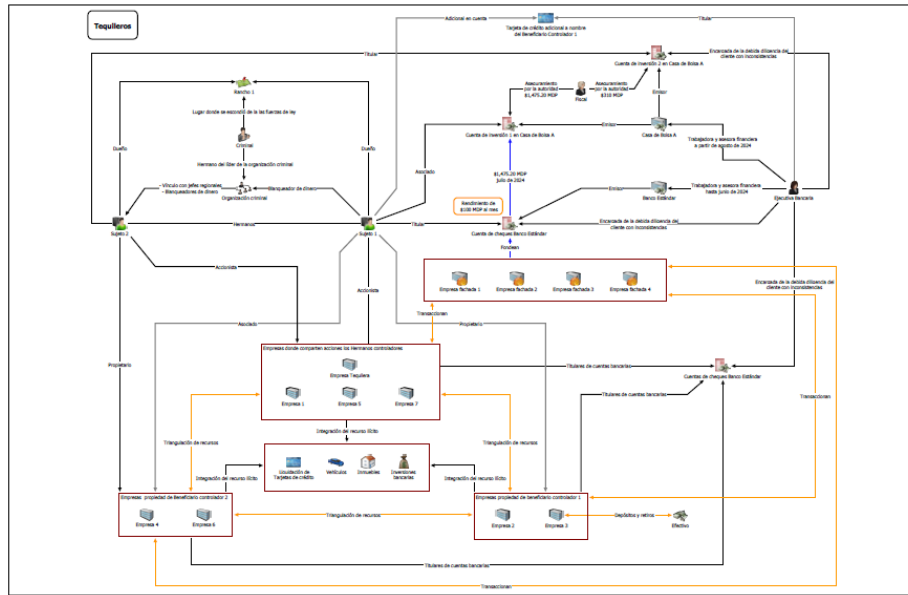 Tequileros
Adicional en cuenta
Tarjeta de crédito adicional a nombre
del Beneficiario Controlador 1
Titular
Titular
Cuenta de Inversión 2 en Casa de Bolsa A
Encargada de la debida diligencia del
cliente con inconsistencias
Rancho 1
Lugar donde se escondió de la las fuerzas de ley
Aseguramiento
por la autoridad
$1,475.20 MDP
Fiscal
Aseguramiento
por la autoridad
$310 MDP
Emisor
Criminal
Cuenta de Inversión 1 en Casa de Bolsa A
Emisor
Casa de Bolsa A
Dueño
Dueño
Trabajadora y asesora financiera
a partir de agosto de 2024
Hermano del líder de la organización criminal
Asociado
$1,475.20 MDP
julio de 2024
- Vínculo con jefes regionales
- Blanqueadores de dinero
Organización criminal
Blanqueador de dinero
Emisor
Banco Estándar
Trabajadora y asesora financiera
hasta junio de 2024
Ejecutiva Bancaria
Rendimiento de
$100 MDP al mes
Sujeto 2
Hermanos
Sujeto 1
Titular
Cuenta de cheques Banco Estándar
Encargada de la debida diligencia del
cliente con inconsistencias
Fondean
Accionista
Accionista
Empresa fachada 1
Empresa fachada 2
Empresa fachada 3
Empresa fachada 4
Encargada de la debida diligencia del
cliente con inconsistencias
Transaccionan
Asociado
Propietario
Empresas donde comparten acciones los Hermanos controladores
Empresa Tequilera
Empresa 1
Empresa 5
Empresa 7
Propietario
Titulares de cuentas bancarias
Cuentas de cheques Banco Estándar
Titulares de cuentas bancarias
Transaccionan
Integración del recurso ilícito
Triangulación de recursos
Triangulación de recursos
Liquidación de
Tarjetas de crédito
Vehículos
Inmuebles
Inversiones
bancarias
Integración del recurso ilícito
Integración del recurso ilícito
Empresas propiedad de Beneficiario controlador 2
Empresa 4
Empresa 6
Triangulación de recursos
Empresas propiedad de beneficiario controlador 1
Empresa 2
Empresa 3
Depósitos y retiros
Efectivo
Titulares de cuentas bancarias
Transaccionan